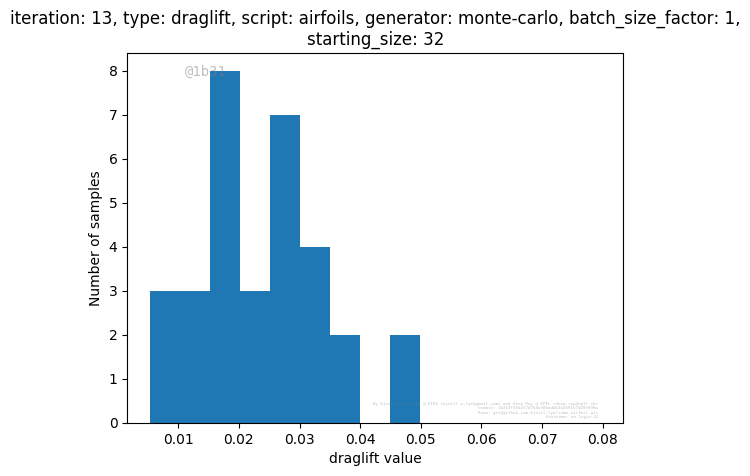 iteration: 13, type: draglift, script: airfoils, generator: monte-carlo, batch_size_factor: 1,
starting_size: 32
@1b31
8
7
6
5
4
3
2
1
0
Number of samples
0.01 0.02 0.03 0.04 0.05 0.06 0.07 0.08
draglift value